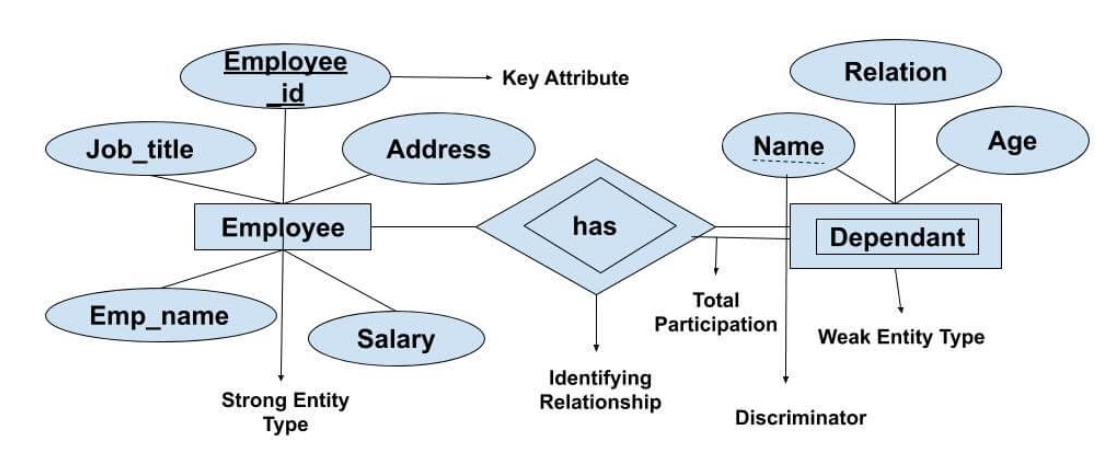 Employee
_id
Key Attribute
Relation
Job_title
Address
Name
Age
Employee
has
Dependant
Emp_name
Salary
Total
Participation
Weak Entity Type
Strong Entity
Type
Identifying
Relationship
Discriminator